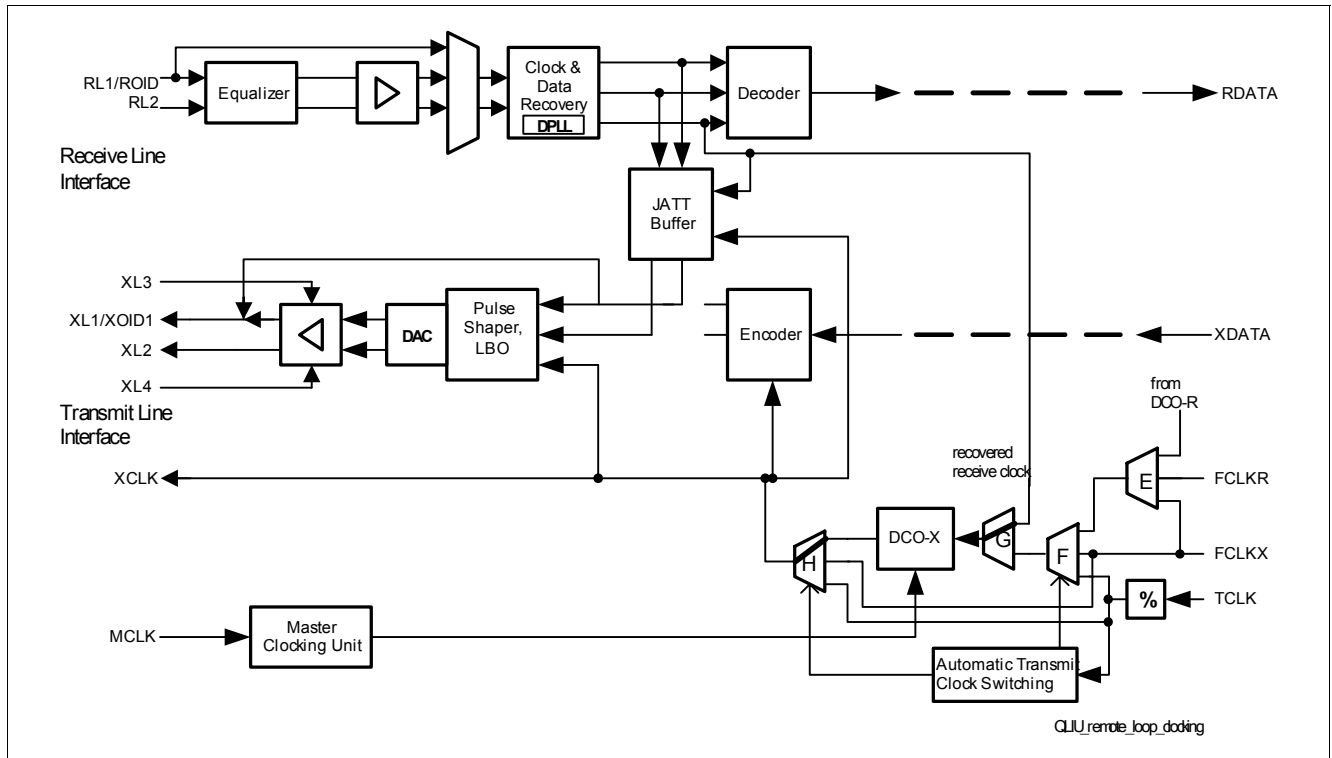 RL1/ROID
RL2
Equalizer
Clock &
Data
Recovery
DPLL
Decoder
RDATA
Receive Line
Interface
JATT
Buffer
XL3
XL1/XOID1
XL2
XL4
DAC
Pulse
Shaper,
LBO
Encoder
XDATA
Transmit Line
Interface
XCLK
from
DCO-R
recovered
receive clock
E
FCLKR
DCO-X
G
F
H
FCLKX
%
TCLK
MCLK
Master
Clocking Unit
Automatic Transmit
Clock Switching
QLIU_remote_loop_clocking